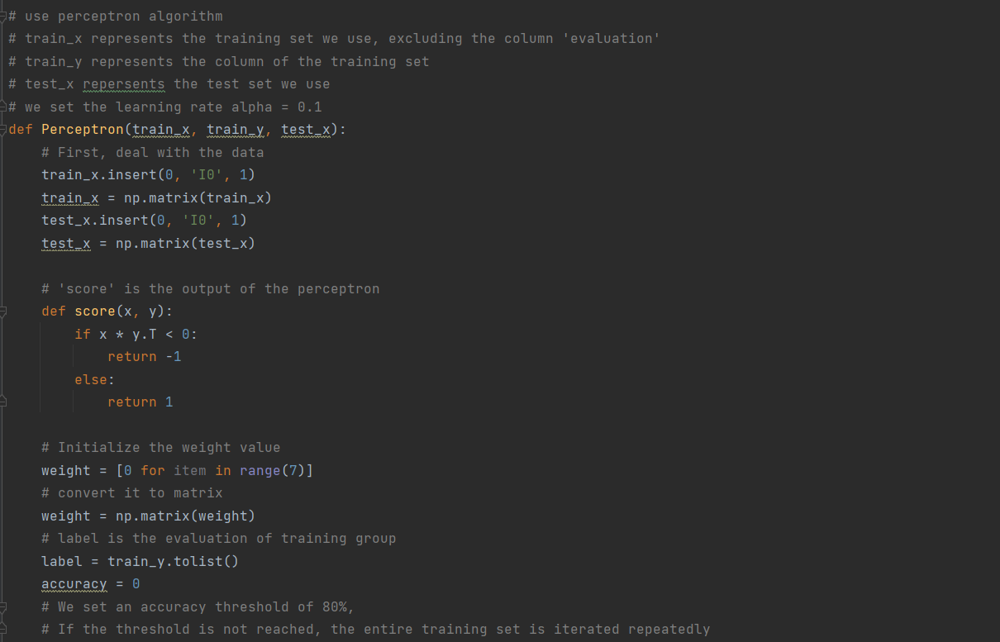 # use perceptron algorithm
# train_x represents the training set we use, excluding the column 'evaluation'
# train_y represents the column of the training set
# test_x repersents the test set we use
# we set the learning rate alpha = 0.1
def Perceptron(train_x, train_y, test_x):
    # First, deal with the data
    train_x.insert(0, 'I0', 1)
    train_x = np.matrix(train_x)
    test_x.insert(0, 'I0', 1)
    test_x = np.matrix(test_x)

    # 'score' is the output of the perceptron
    def score(x, y):
        if x * y.T < 0:
            return -1
        else:
            return 1

    # Initialize the weight value
    weight = [0 for item in range(7)]
    # convert it to matrix
    weight = np.matrix(weight)
    # label is the evaluation of training group
    label = train_y.tolist()
    accuracy = 0
    # We set an accuracy threshold of 80%,
    # If the threshold is not reached, the entire training set is iterated repeatedly